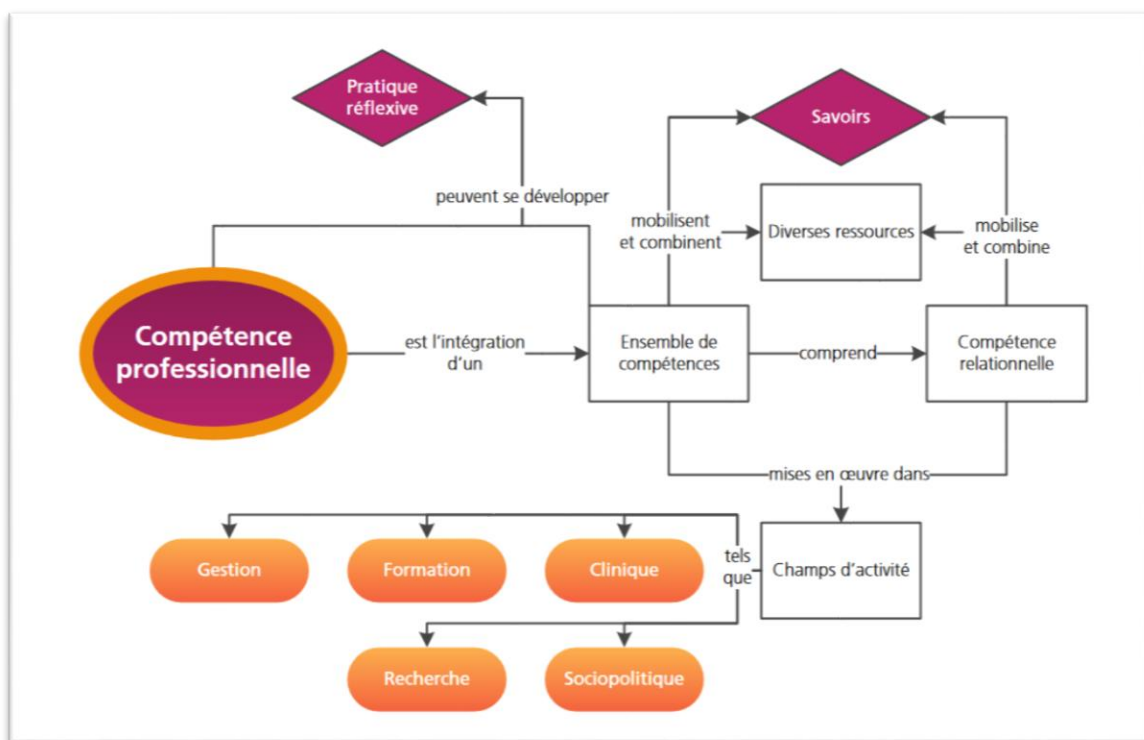 Pratique
réflexive
Savoirs
peuvent se développer
mobilisent
et combinent
Diverses ressources
mobilise
et combine
Compétence
professionnelle
est l'intégration
d'un
Ensemble de
compétences
comprend
Compétence
relationnelle
mises en œuvre dans
Gestion
Formation
Clinique
tels
que
Champs d'activité
Recherche
Sociopolitique